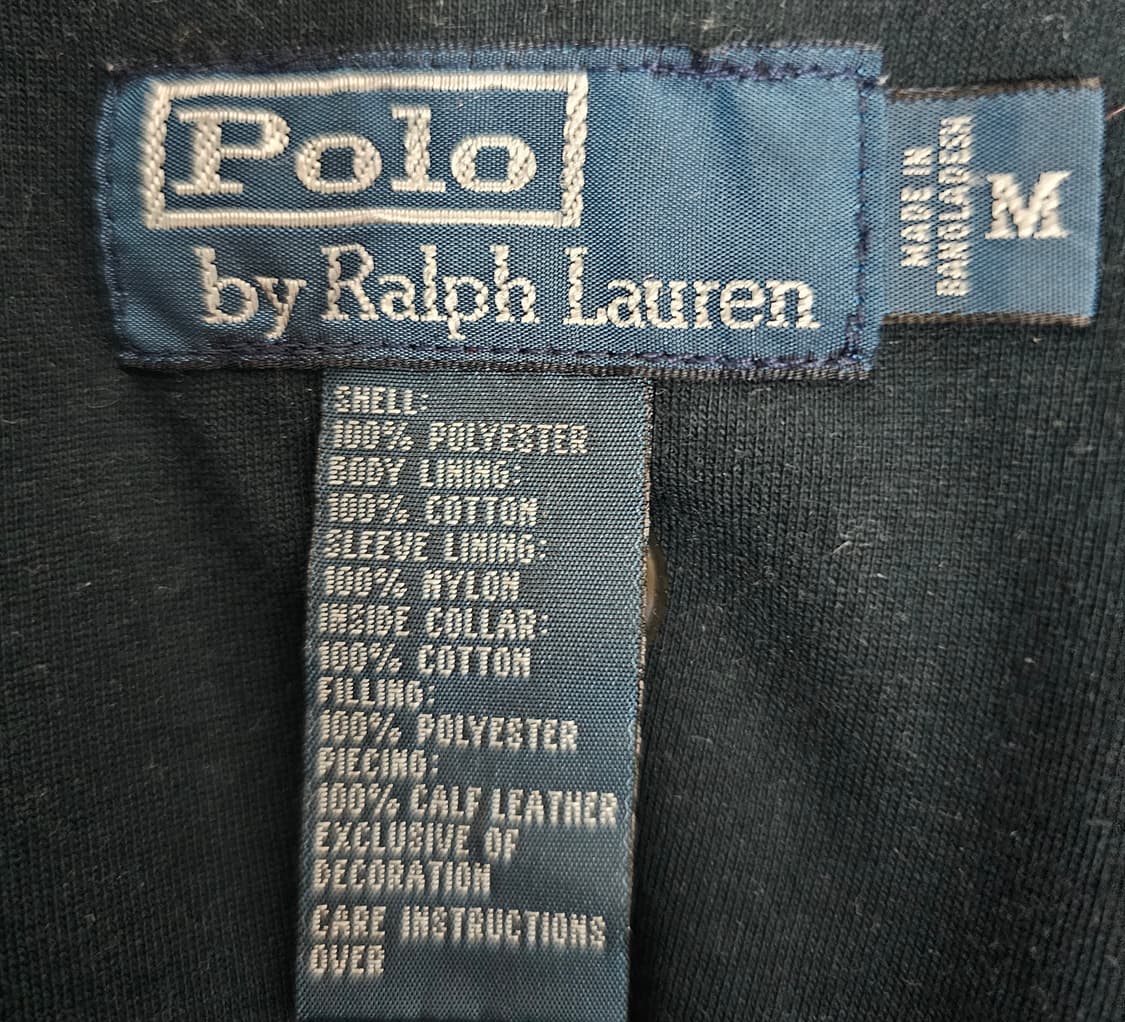 Polo
by Ralph Lauren
MADE IN
BANGLADESH
M
SHELL:
100% POLYESTER
BODY LINING:
100% COTTON
SLEEVE LINING:
100% NYLON
INSIDE COLLAR:
100% COTTON
FILLING:
100% POLYESTER
PIECING:
100% CALF LEATHER
EXCLUSIVE OF
DECORATION
CARE INSTRUCTIONS
OVER